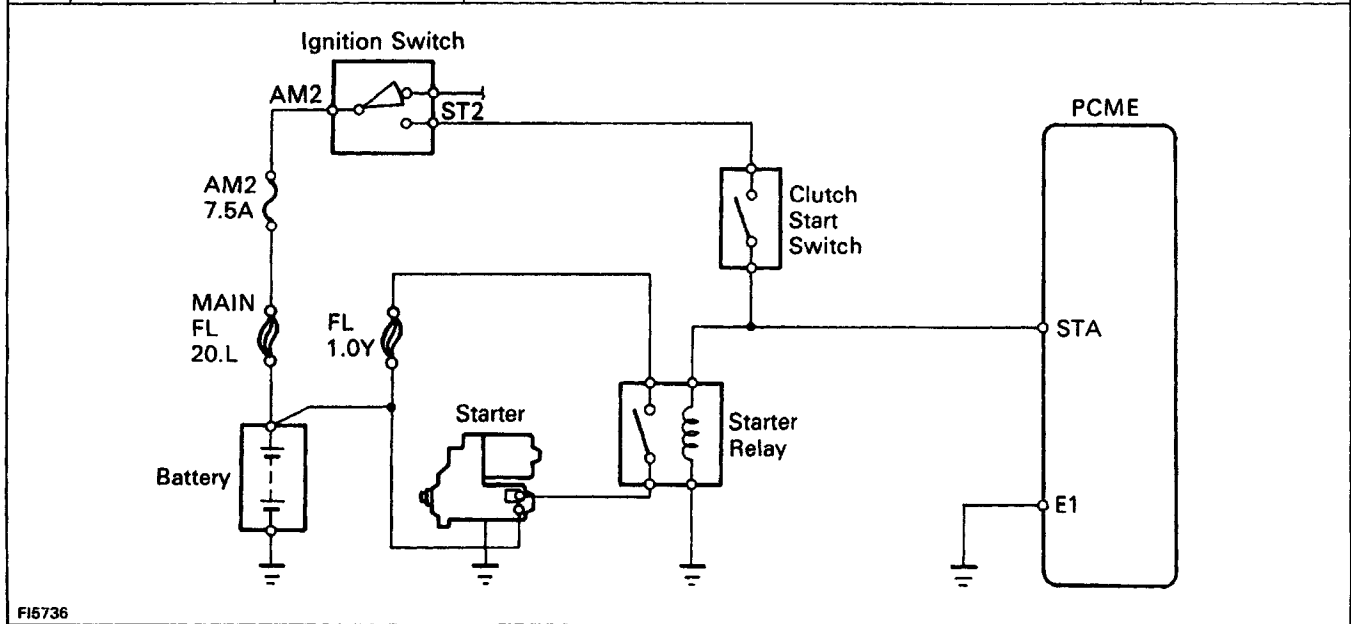 Ignition Switch
AM2
ST2
PCME
AM2
7.5A
Clutch
Start
Switch
MAIN
FL
20.L
FL
1.0Y
STA
Starter
Starter
Relay
Battery
E1
FI5736